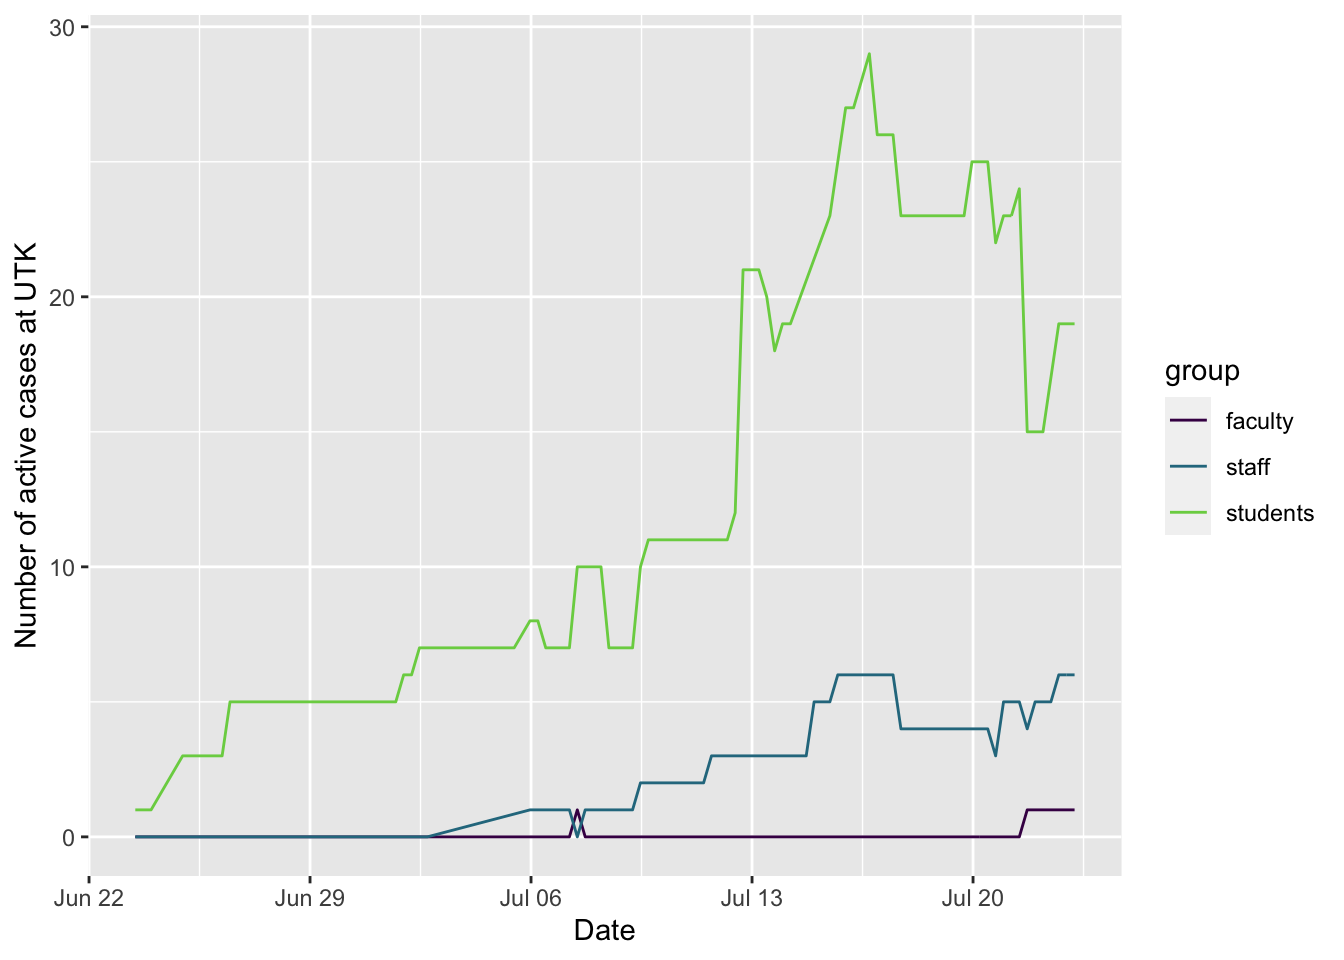 Number of active cases at UTK
30
20
10
0
Jun 22
Jun 29
Jul 06
Jul 13
Jul 20
Date
group
faculty
staff
students